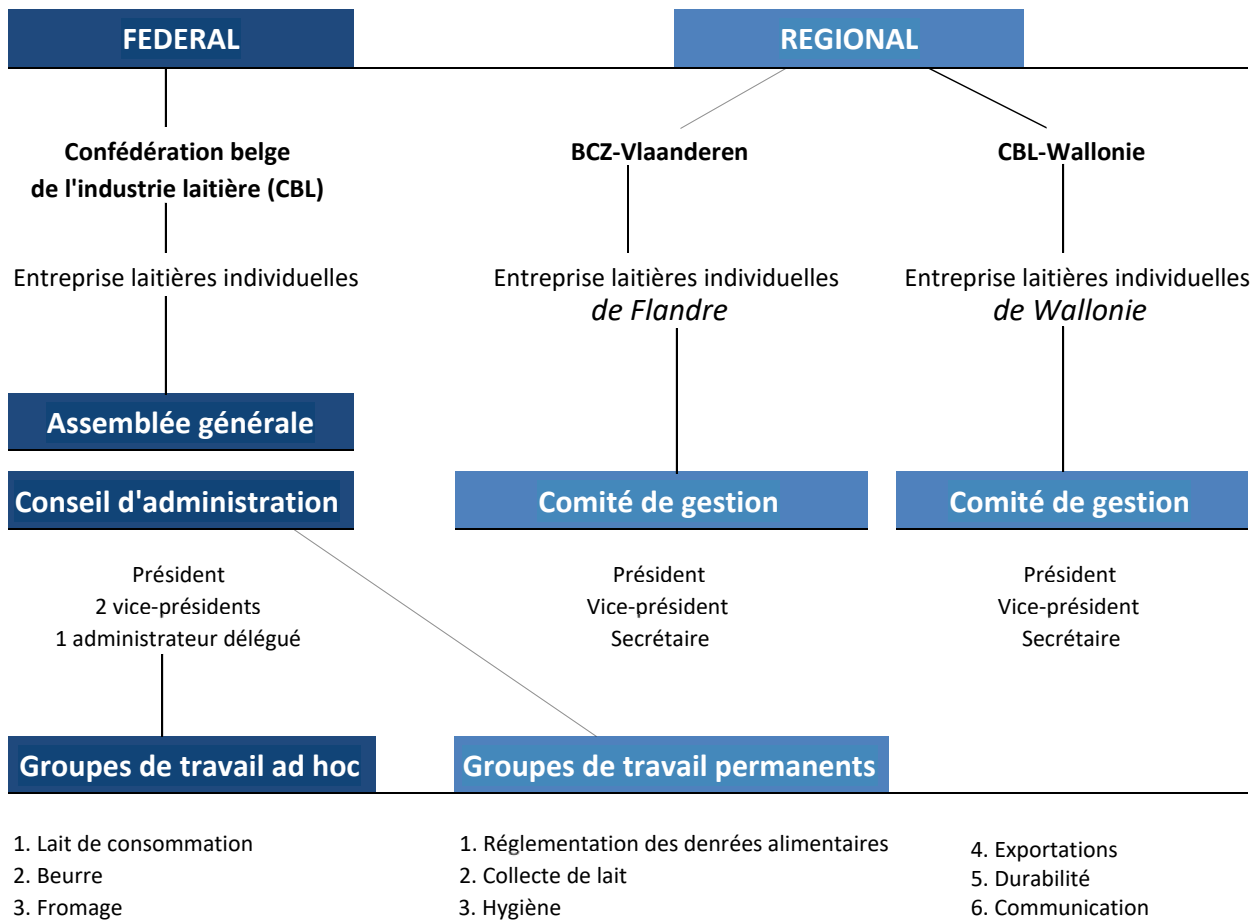 FEDERAL
REGIONAL
Confédération belge
de l'industrie laitière (CBL)
BCZ-Vlaanderen
CBL-Wallonie
Entreprise laitières individuelles
Entreprise laitières individuelles
de Flandre
Entreprise laitières individuelles
de Wallonie
Assemblée générale
Conseil d'administration
Comité de gestion
Comité de gestion
Président
2 vice-présidents
1 administrateur délégué
Président
Vice-président
Secrétaire
Président
Vice-président
Secrétaire
Groupes de travail ad hoc
Groupes de travail permanents
1. Lait de consommation
2. Beurre
3. Fromage
1. Réglementation des denrées alimentaires
2. Collecte de lait
3. Hygiène
4. Exportations
5. Durabilité
6. Communication